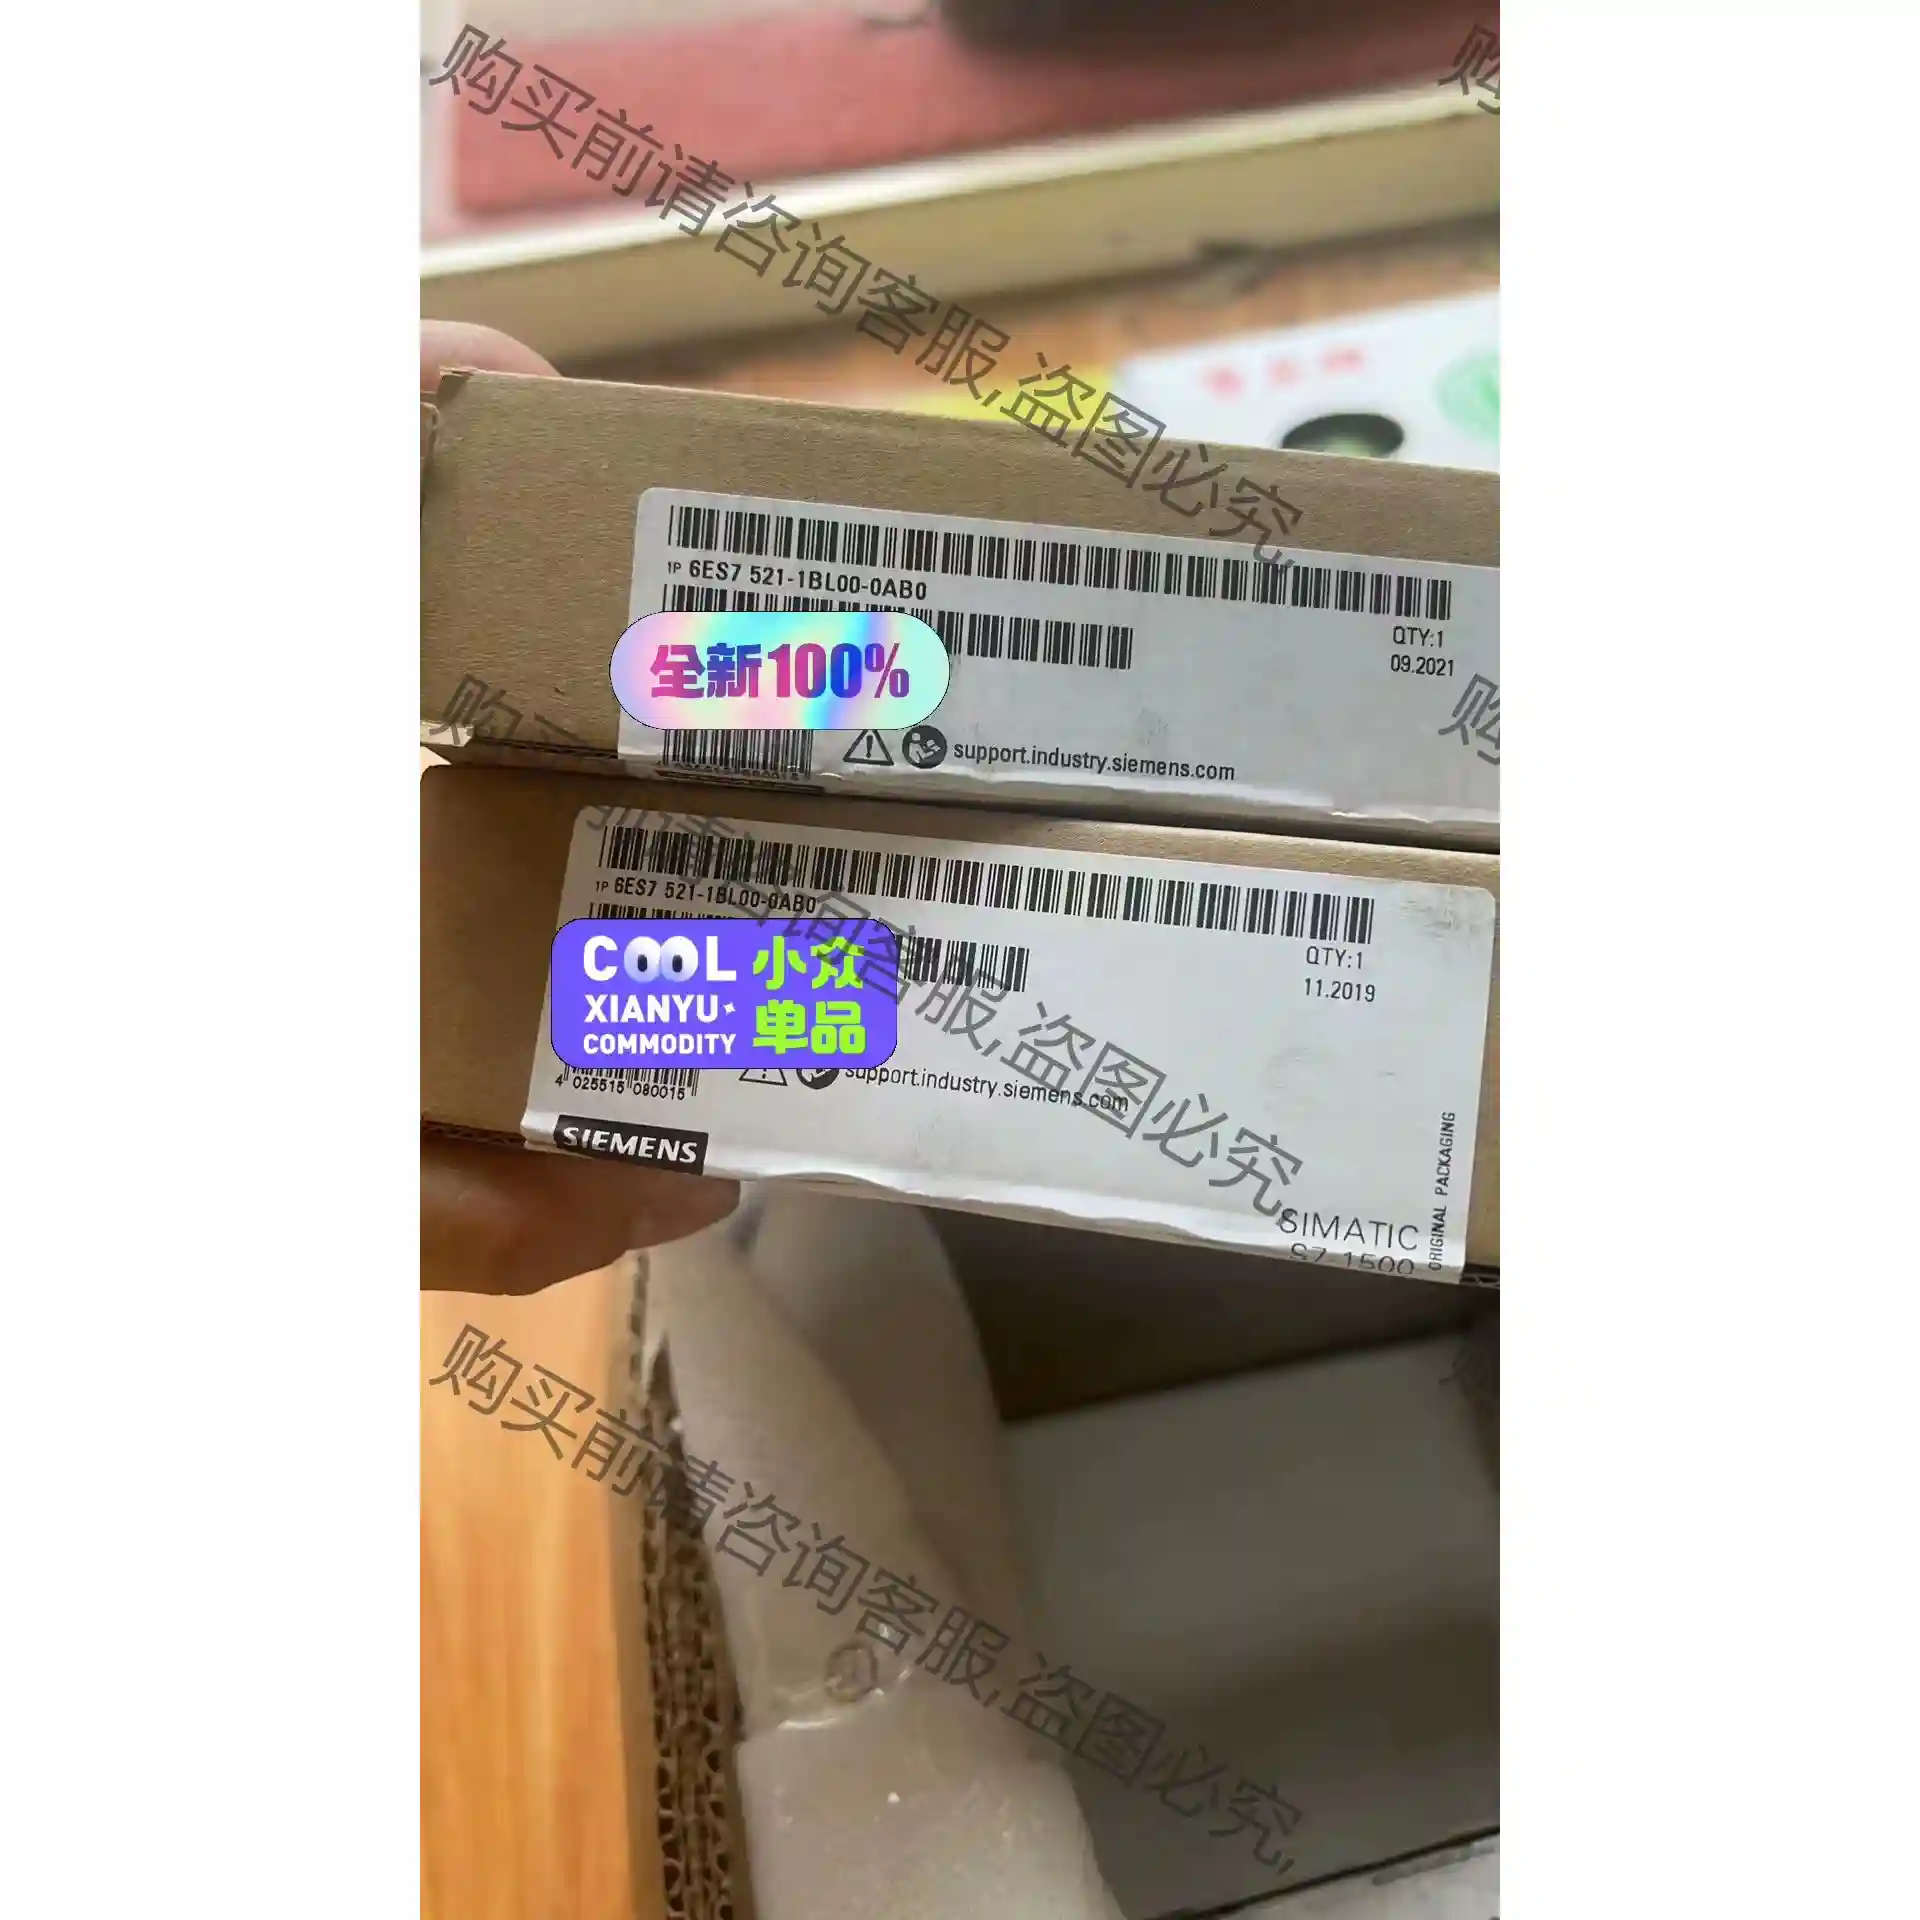 购买前请咨询客服,盗图必究,
购
1P 6ES7 521-1BL00-0AB0
QTY:1
09.2021
全新100%
support.industry.siemens.com
购
购买前请咨询客服,盗图必究,
1P 6ES7 521-1BL00-0AB0
QTY:1
11.2019
COOL
XIANYU
COMMODITY
小众
单品
support.industry.siemens.com
4 025515 080015
SIEMENS
SIMATIC
S7-1500
ORIGINAL PACKAGING
购买前请咨询客服,盗图必究,